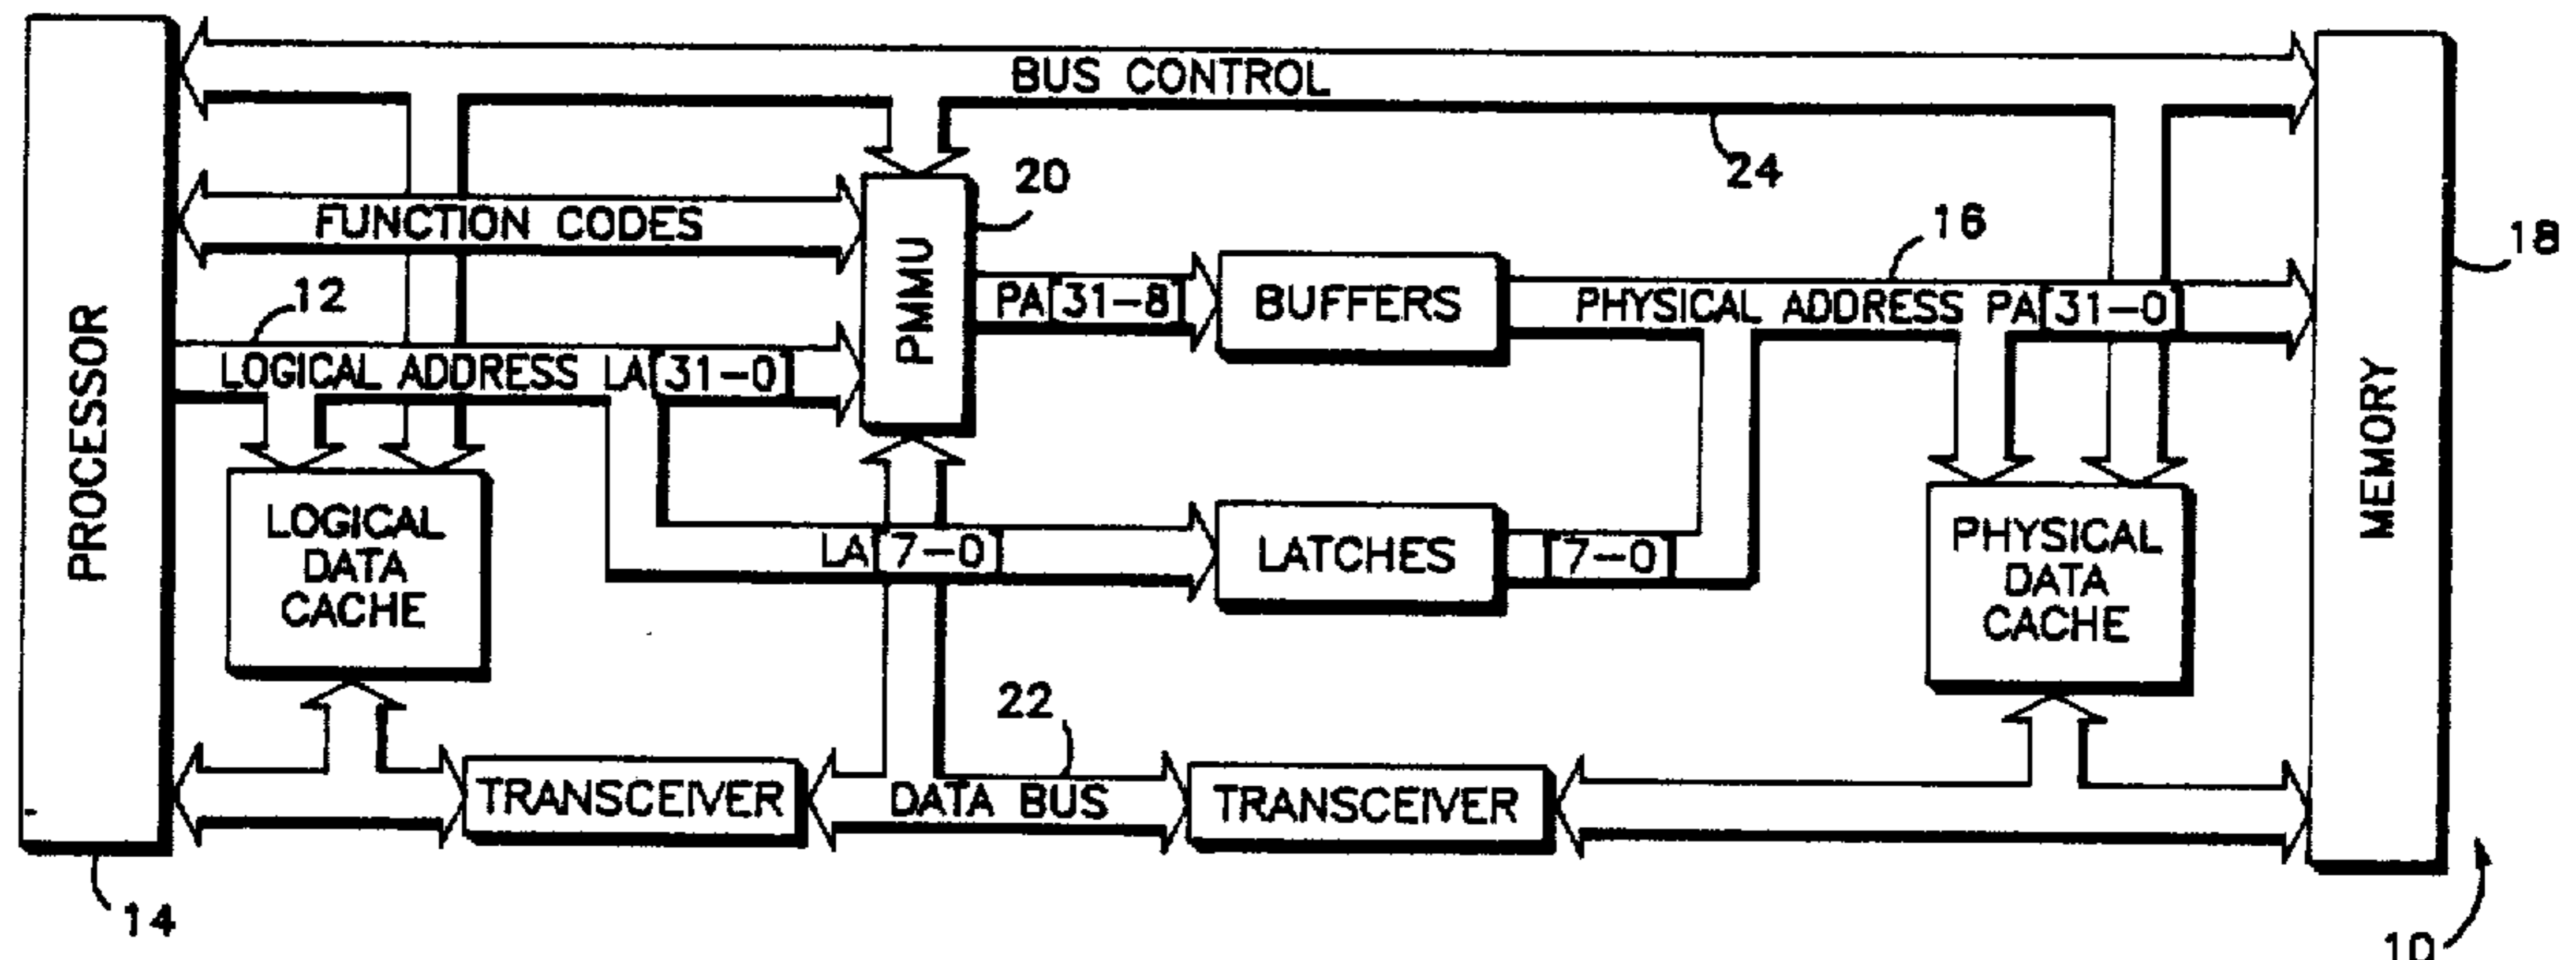 BUS CONTROL
24
20
FUNCTION CODES
16
18
12
PMMU
PA[31-8]
BUFFERS
PHYSICAL ADDRESS PA[31-0]
PROCESSOR
LOGICAL ADDRESS LA[31-0]
MEMORY
LOGICAL
DATA
CACHE
LA[7-0]
LATCHES
[7-0]
PHYSICAL
DATA
CACHE
22
TRANSCEIVER
DATA BUS
TRANSCEIVER
14
10